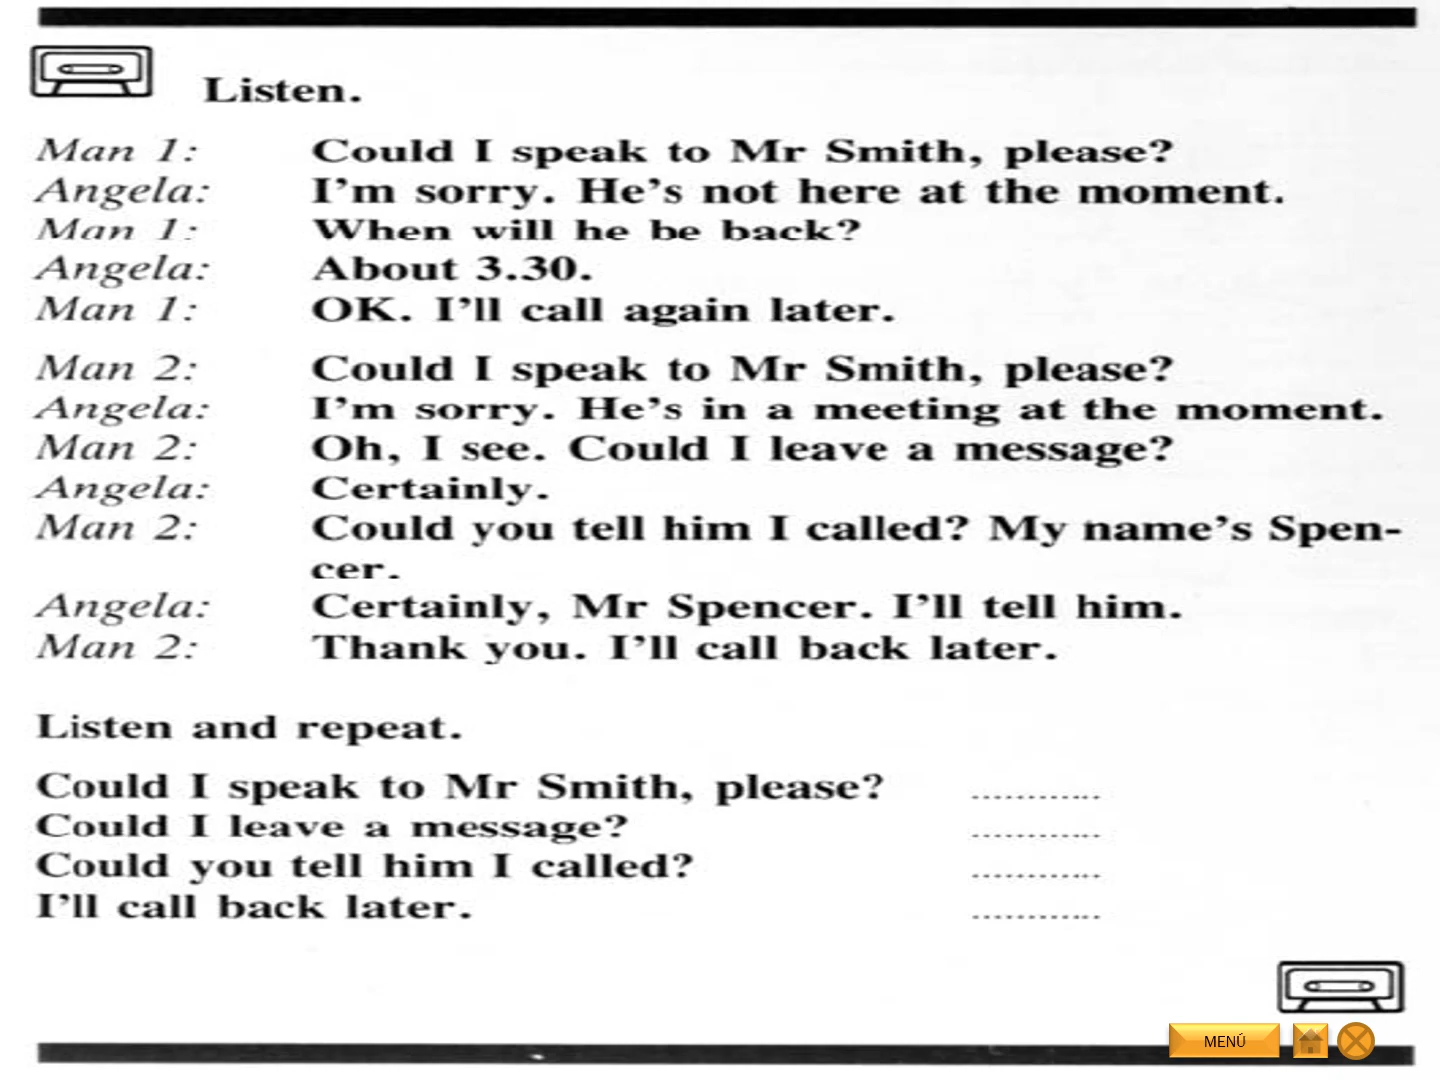 Listen.
Man 1: Could I speak to Mr Smith, please?
Angela: I'm sorry. He's not here at the moment.
Man 1: When will he be back?
Angela: About 3.30.
Man 1: OK. I'll call again later.
Man 2: Could I speak to Mr Smith, please?
Angela: I'm sorry. He's in a meeting at the moment.
Man 2: Oh, I see. Could I leave a message?
Angela: Certainly.
Man 2: Could you tell him I called? My name's Spen-
cer.
Angela: Certainly, Mr Spencer. I'll tell him.
Man 2: Thank you. I'll call back later.
Listen and repeat.
Could I speak to Mr Smith, please? .............
Could I leave a message? .............
Could you tell him I called? .............
I'll call back later. .............
MENÚ